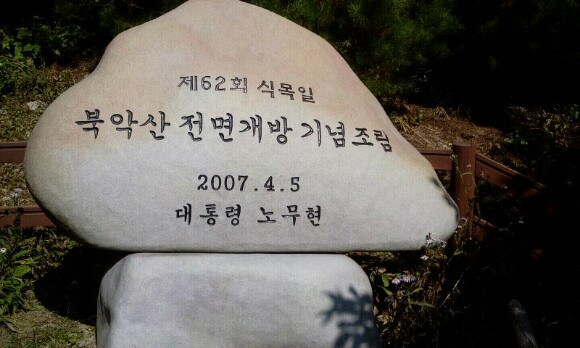 제62회 식목일
북악산 전면개방 기념조림
2007.4.5
대통령 노무현